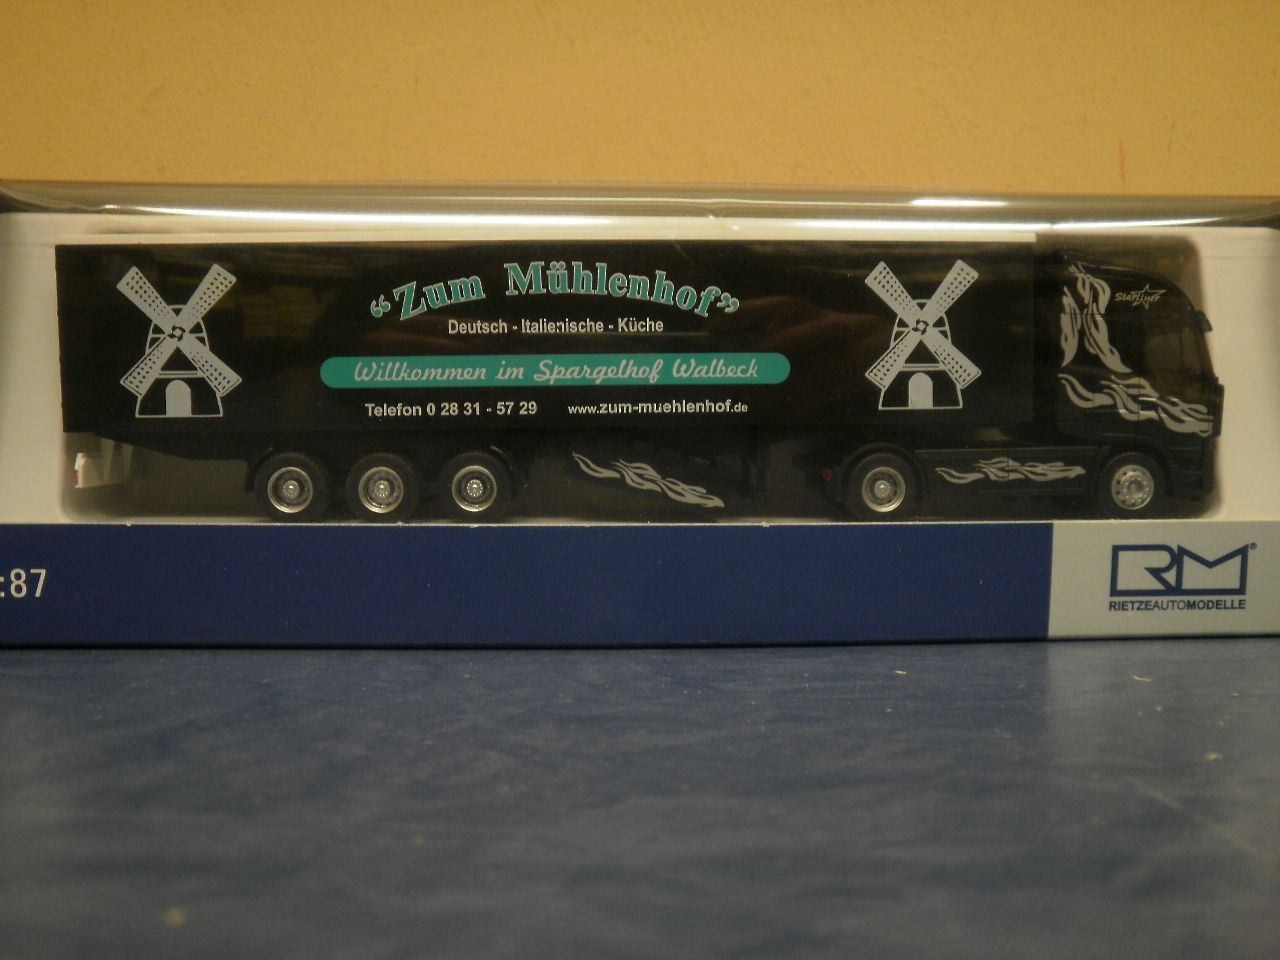 "Zum Mühlenhof"
Deutsch - Italienische - Küche
Willkommen im Spargelhof Walbeck
Telefon 0 28 31 - 57 29 www.zum-muehlenhof.de
Starliner
:87
RM®
RIETZEAUTOMODELLE